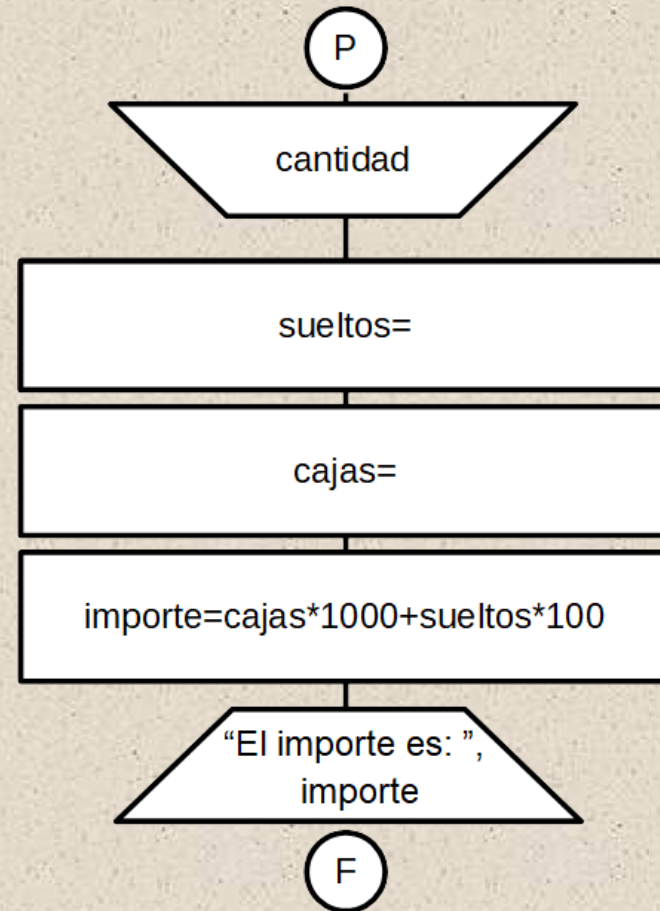 P
cantidad
sueltos=
cajas=
importe=cajas*1000+sueltos*100
“El importe es: ”,
importe
F